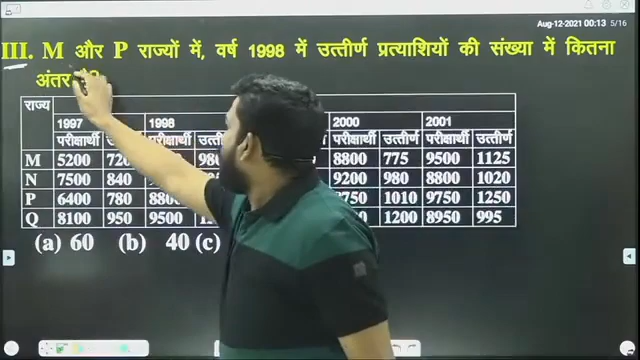 Aug-12-2021 00:13 5/16
III. M और P राज्यों में, वर्ष 1998 में उत्तीर्ण प्रत्याशियों की संख्या में कितना
अंतर
राज्य
1997 1998 2000 2001
परीक्षार्थी उत्तीर्ण परीक्षार्थी परीक्षार्थी उत्तीर्ण परीक्षार्थी उत्तीर्ण
M 5200 8800 775 9500 1125
N 7500 840 9200 980 8800 1020
P 6400 780 1010 9750 1250
Q 8100 950 9500 1200 8950 995
(a) 60 (b) 40 (c)